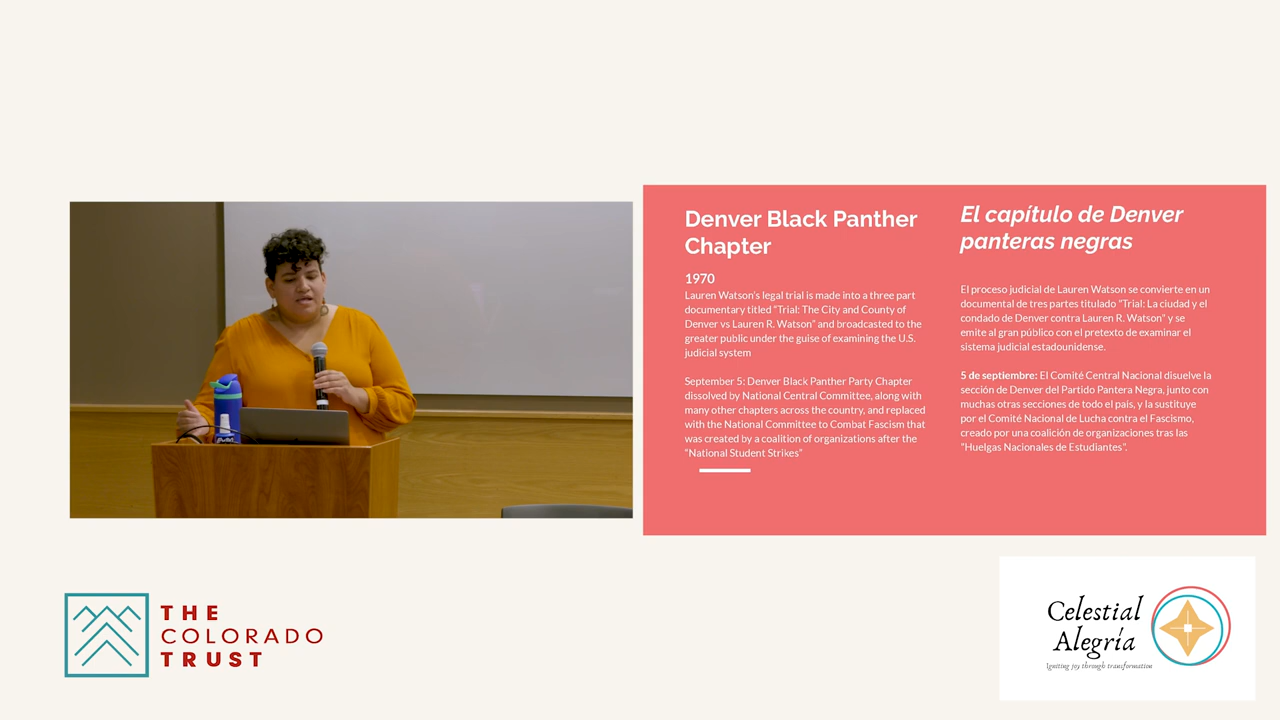 Denver Black Panther
Chapter
1970
Lauren Watson's legal trial is made into a three part
documentary titled "Trial: The City and County of
Denver vs Lauren R. Watson" and broadcasted to the
greater public under the guise of examining the U.S.
judicial system
September 5: Denver Black Panther Party Chapter
dissolved by National Central Committee, along with
many other chapters across the country, and replaced
with the National Committee to Combat Fascism that
was created by a coalition of organizations after the
"National Student Strikes"
El capítulo de Denver
panteras negras
El proceso judicial de Lauren Watson se convierte en un
documental de tres partes titulado "Trial: La ciudad y el
condado de Denver contra Lauren R. Watson" y se
emite al gran público con el pretexto de examinar el
sistema judicial estadounidense.
5 de septiembre: El Comité Central Nacional disuelve la
sección de Denver del Partido Pantera Negra, junto con
muchas otras secciones de todo el país, y la sustituye
por el Comité Nacional de Lucha contra el Fascismo,
creado por una coalición de organizaciones tras las
"Huelgas Nacionales de Estudiantes".
THE
COLORADO
TRUST
Celestial
Alegría
Igniting joy through transformation